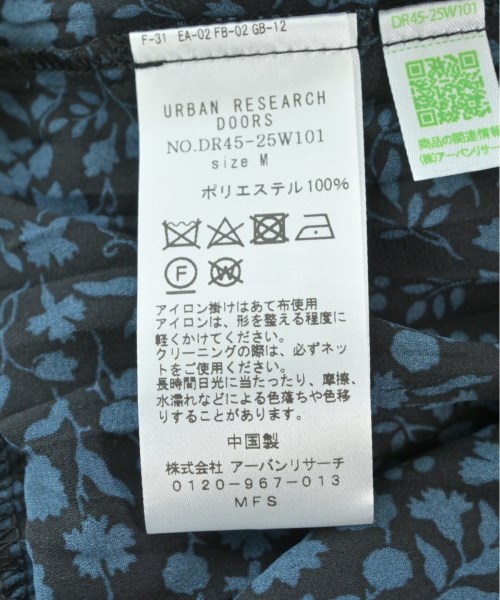 F-31 EA-02 FB-02 GB-12
URBAN RESEARCH
DOORS
NO.DR45-25W101
size M
ポリエステル100%
F
W
アイロン掛けはあて布使用
アイロンは、形を整える程度に
軽くかけてください。
クリーニングの際は、必ずネッ
トをご使用ください。
長時間日光に当たったり、摩擦、
水濡れなどによる色落ちや色移
りすることがあります。
中国製
株式会社 アーバンリサーチ
0120-967-013
MFS
DR45-25W101
商品の関連情報
(株)アーバンリサー